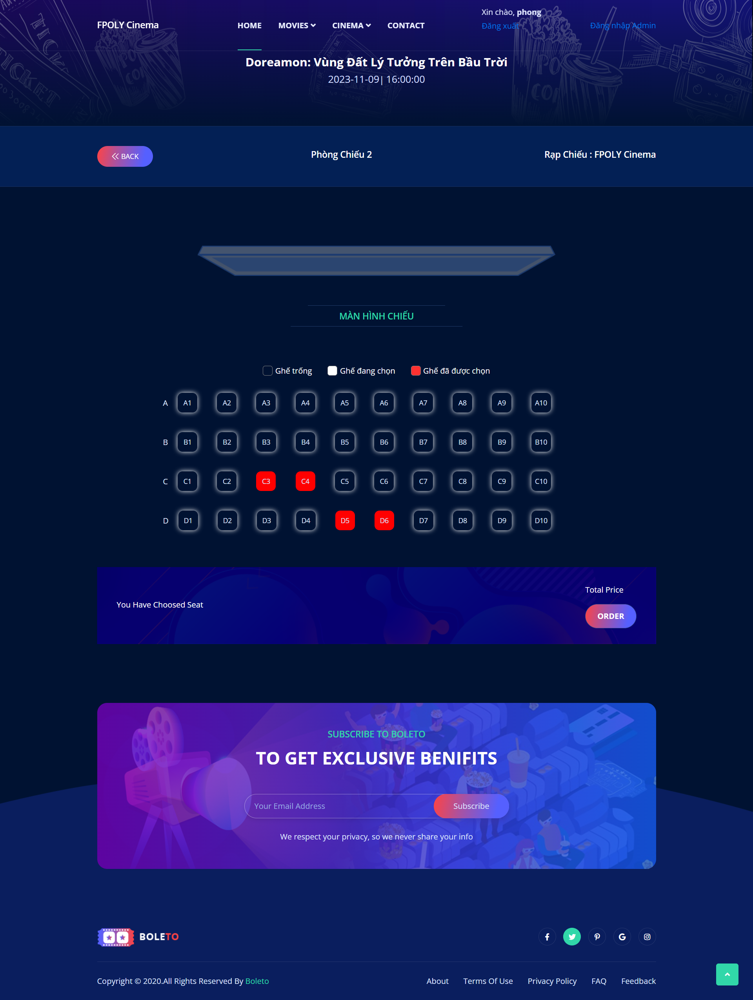 FPOLY Cinema
HOME MOVIES CINEMA CONTACT
Xin chào, phong
Đăng xuất
Đăng nhập Admin
Doreamon: Vùng Đất Lý Tưởng Trên Bầu Trời
2023-11-09| 16:00:00
BACK
Phòng Chiếu 2
Rạp Chiếu : FPOLY Cinema
MÀN HÌNH CHIẾU
Ghế trống Ghế đang chọn Ghế đã được chọn
A A1 A2 A3 A4 A5 A6 A7 A8 A9 A10
B B1 B2 B3 B4 B5 B6 B7 B8 B9 B10
C C1 C2 C3 C4 C5 C6 C7 C8 C9 C10
D D1 D2 D3 D4 D5 D6 D7 D8 D9 D10
You Have Choosed Seat
Total Price
ORDER
SUBSCRIBE TO BOLETO
TO GET EXCLUSIVE BENIFITS
Your Email Address
Subscribe
We respect your privacy, so we never share your info
BOLETO
Copyright © 2020.All Rights Reserved By Boleto
About Terms Of Use Privacy Policy FAQ Feedback